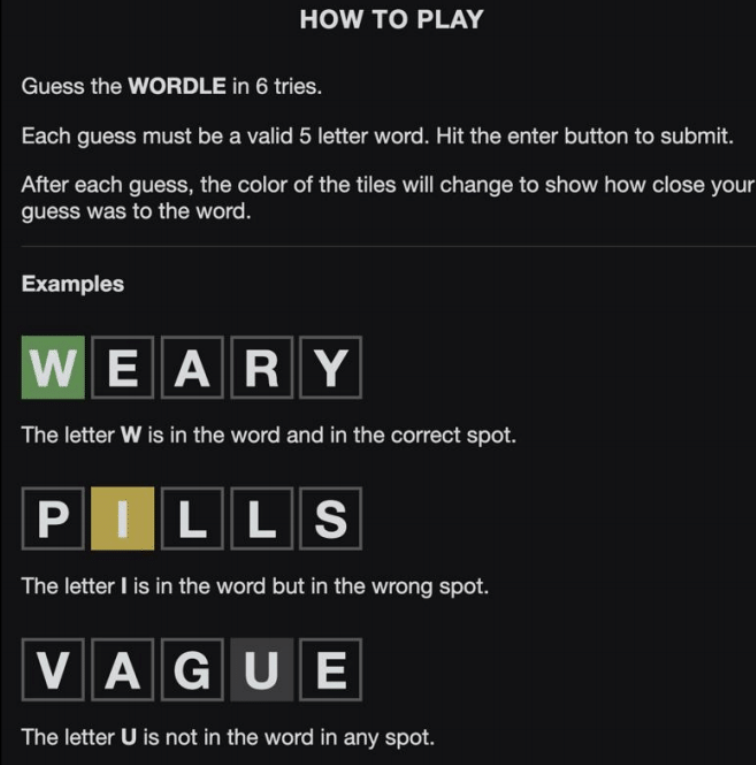 HOW TO PLAY
Guess the WORDLE in 6 tries.
Each guess must be a valid 5 letter word. Hit the enter button to submit.
After each guess, the color of the tiles will change to show how close your
guess was to the word.
Examples
W E A R Y
The letter W is in the word and in the correct spot.
P I L L S
The letter I is in the word but in the wrong spot.
V A G U E
The letter U is not in the word in any spot.